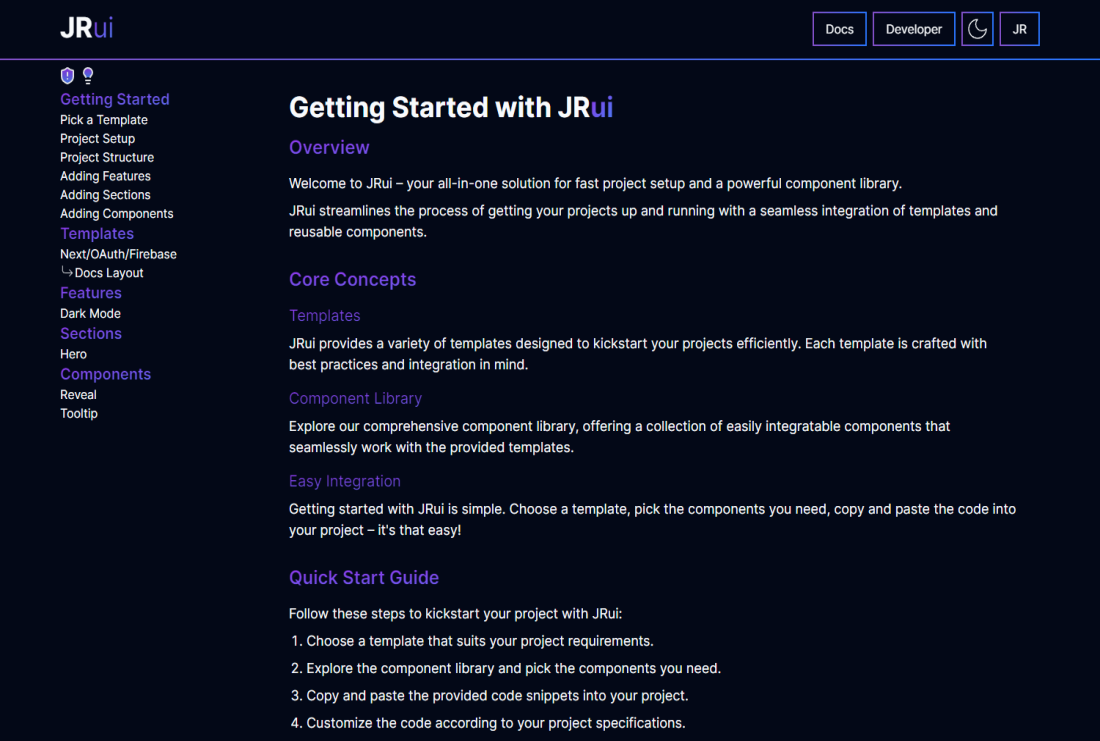 JRui
Docs
Developer
JR
Getting Started
Pick a Template
Project Setup
Project Structure
Adding Features
Adding Sections
Adding Components
Templates
Next/OAuth/Firebase
Docs Layout
Features
Dark Mode
Sections
Hero
Components
Reveal
Tooltip
Getting Started with JRui
Overview
Welcome to JRui – your all-in-one solution for fast project setup and a powerful component library.
JRui streamlines the process of getting your projects up and running with a seamless integration of templates and
reusable components.
Core Concepts
Templates
JRui provides a variety of templates designed to kickstart your projects efficiently. Each template is crafted with
best practices and integration in mind.
Component Library
Explore our comprehensive component library, offering a collection of easily integratable components that
seamlessly work with the provided templates.
Easy Integration
Getting started with JRui is simple. Choose a template, pick the components you need, copy and paste the code into
your project – it's that easy!
Quick Start Guide
Follow these steps to kickstart your project with JRui:
1. Choose a template that suits your project requirements.
2. Explore the component library and pick the components you need.
3. Copy and paste the provided code snippets into your project.
4. Customize the code according to your project specifications.